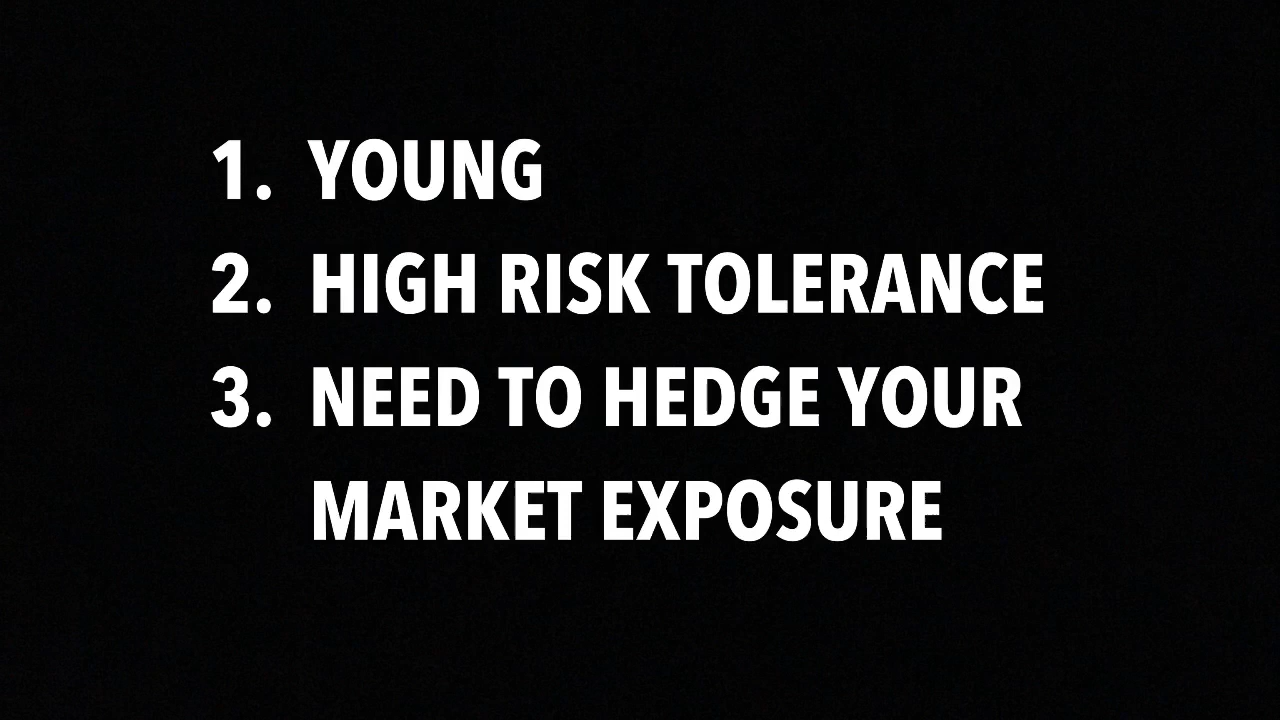 1. YOUNG
2. HIGH RISK TOLERANCE
3. NEED TO HEDGE YOUR
MARKET EXPOSURE